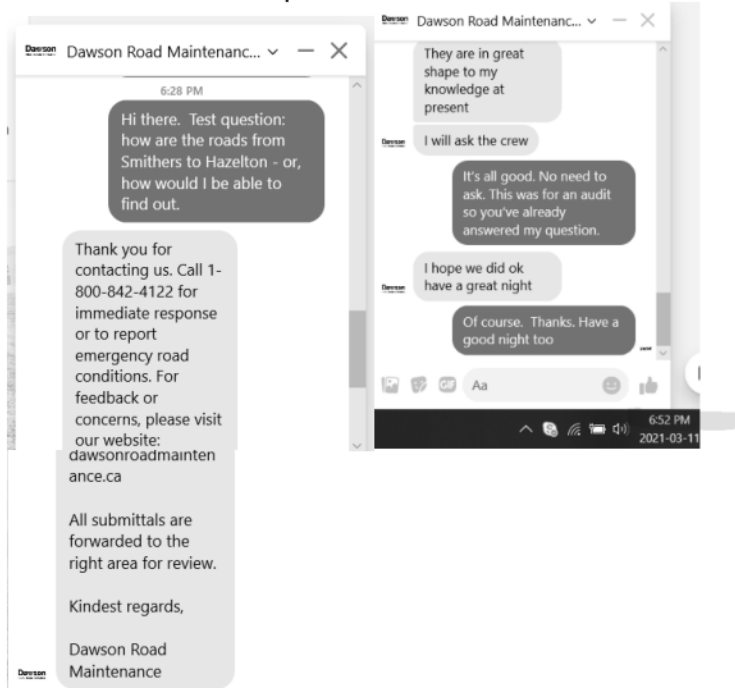 Dawson Dawson Road Maintenanc...
6:28 PM
Hi there. Test question:
how are the roads from
Smithers to Hazelton - or,
how would I be able to
find out.
Thank you for
contacting us. Call 1-
800-842-4122 for
immediate response
or to report
emergency road
conditions. For
feedback or
concerns, please visit
our website:
dawsonroadmainten
ance.ca
All submittals are
forwarded to the
right area for review.
Kindest regards,
Dawson Road
Dawson Maintenance
Dawson Dawson Road Maintenanc...
They are in great
shape to my
knowledge at
present
Dawson I will ask the crew
It's all good. No need to
ask. This was for an audit
so you've already
answered my question.
I hope we did ok
Dawson have a great night
Of course. Thanks. Have a
good night too
GIF Aa
6:52 PM
2021-03-11